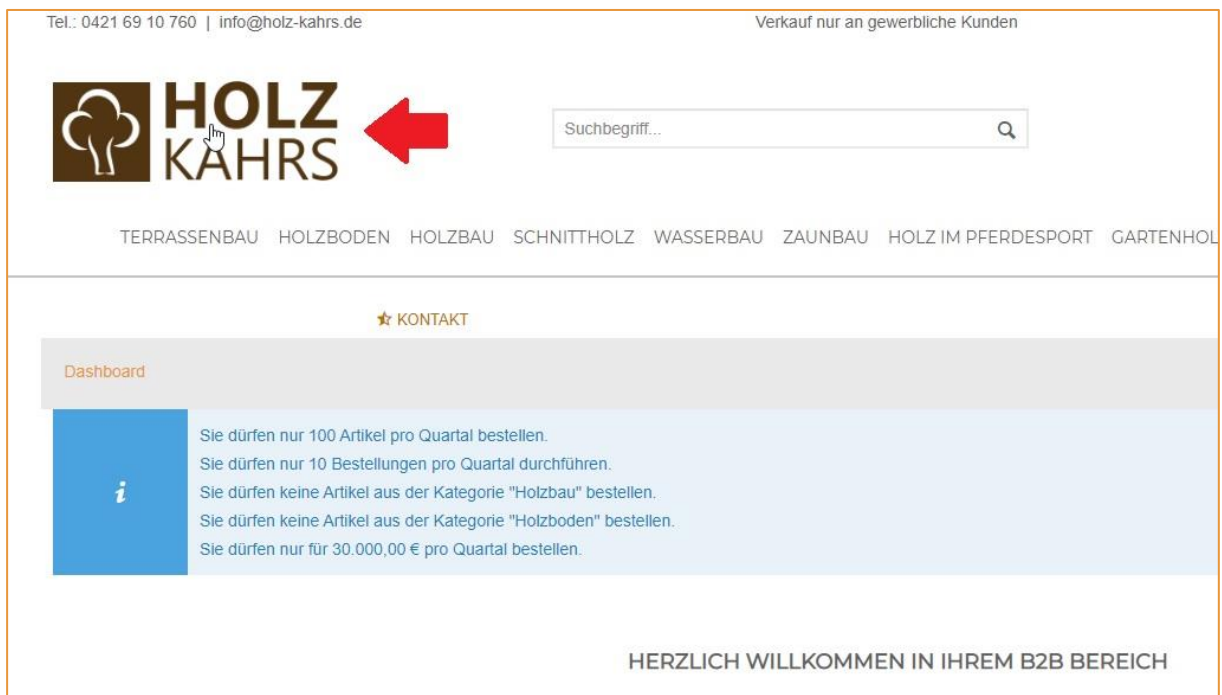 Tel.: 0421 69 10 760 | info@holz-kahrs.de
Verkauf nur an gewerbliche Kunden
HOLZ
KAHRS
Suchbegriff...
TERRASSENBAU HOLZBODEN HOLZBAU SCHNITTHOLZ WASSERBAU ZAUNBAU HOLZ IM PFERDESPORT GARTENHOL
KONTAKT
Dashboard
i
Sie dürfen nur 100 Artikel pro Quartal bestellen.
Sie dürfen nur 10 Bestellungen pro Quartal durchführen.
Sie dürfen keine Artikel aus der Kategorie "Holzbau" bestellen.
Sie dürfen keine Artikel aus der Kategorie "Holzboden" bestellen.
Sie dürfen nur für 30.000,00 € pro Quartal bestellen.
HERZLICH WILLKOMMEN IN IHREM B2B BEREICH